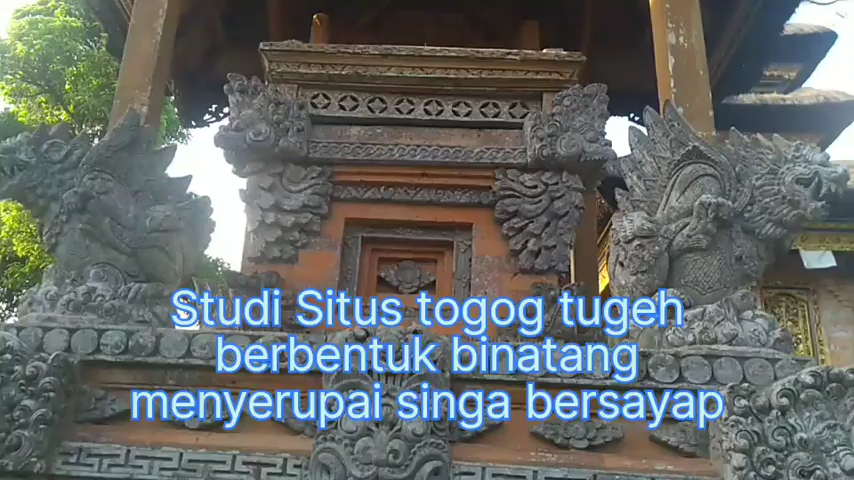 Studi Situs togog tugeh
berbentuk binatang
menyerupai singa bersayap